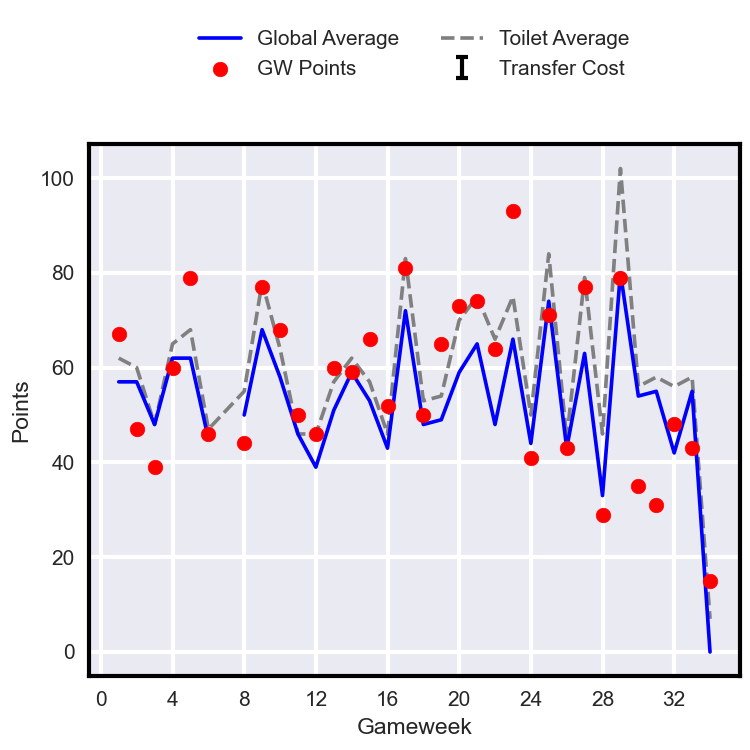 Global Average
Toilet Average
GW Points
Transfer Cost
100
80
60
40
20
0
Points
0 4 8 12 16 20 24 28 32
Gameweek